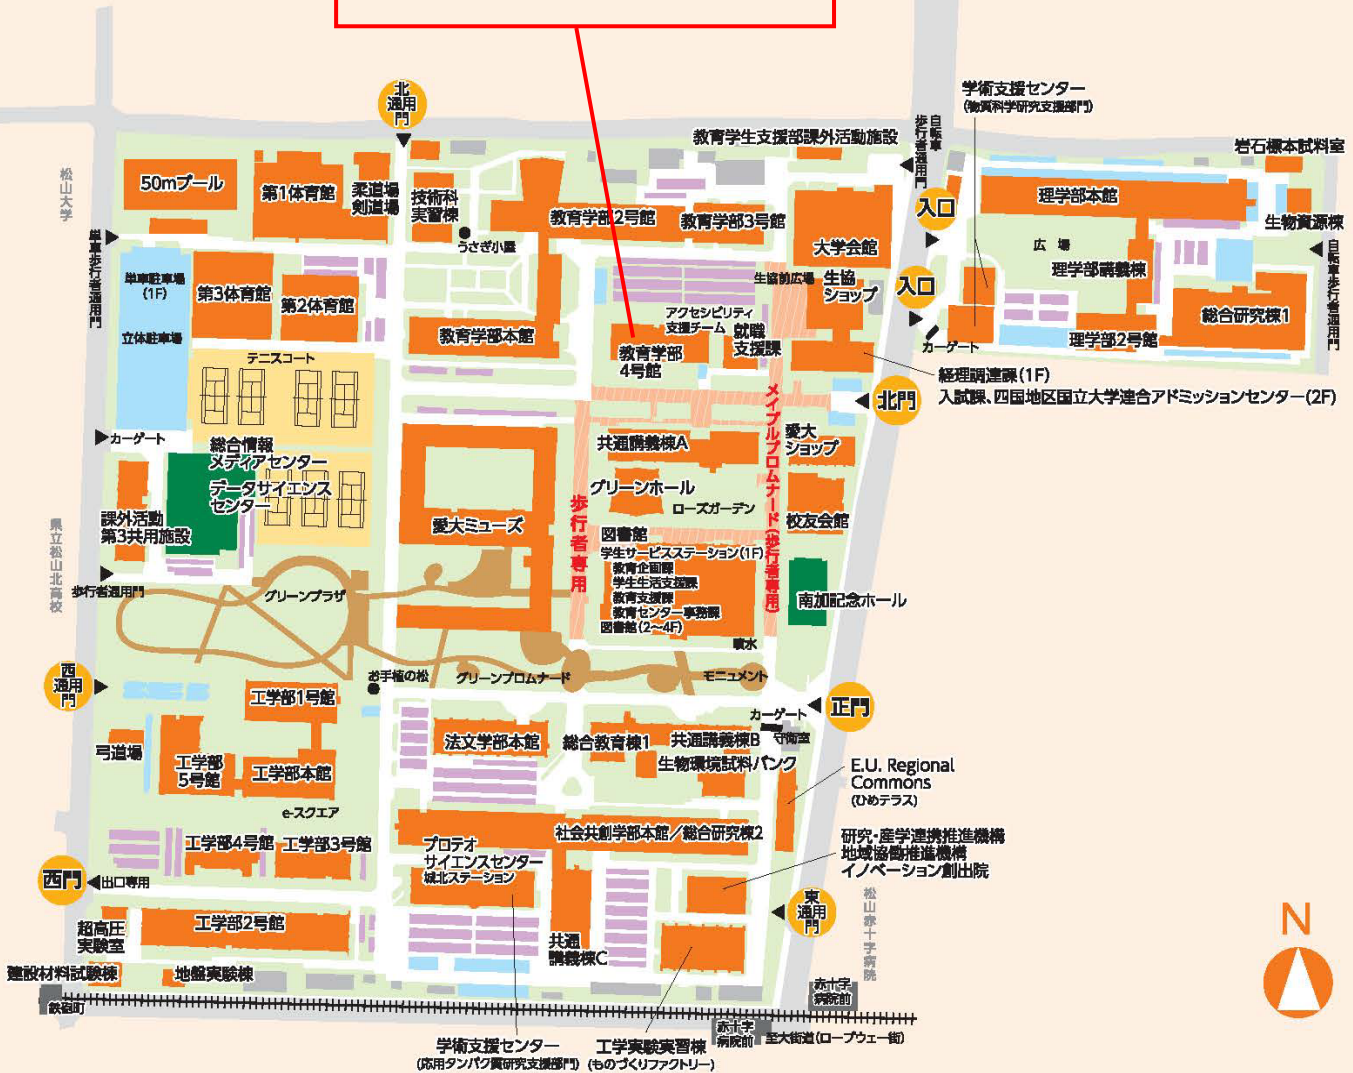 北
通用
門
学術支援センター
(物質科学研究支援部門)
自転車
歩行者通用門
教育学生支援部課外活動施設
岩石標本試料室
松山大学
50mプール
第1体育館
柔道場
剣道場
技術科
実習棟
うさぎ小屋
教育学部2号館
教育学部3号館
大学会館
入口
理学部本館
生物資源棟
広 場
理学部講義棟
自転車歩行者通用門
単車歩行者通用門
単車駐車場
(1F)
立体駐車場
第3体育館
第2体育館
生協前広場
生協
ショップ
入口
総合研究棟1
アクセシビリティ
支援チーム
就職
支援課
教育学部本館
教育学部
4号館
カーゲート
理学部2号館
テニスコート
経理調達課(1F)
入試課、四国地区国立大学連合アドミッションセンター(2F)
北門
メイプルプロムナード(歩行者専用)
カーゲート
総合情報
メディアセンター
データサイエンス
センター
共通講義棟A
愛大
ショップ
グリーンホール
ローズガーデン
校友会館
課外活動
第3共用施設
愛大ミューズ
歩行者専用
県立松山北高校
図書館
学生サービスステーション(1F)
教育企画課
学生生活支援課
教育支援課
教育センター事務課
図書館(2～4F)
南加記念ホール
歩行者通用門
グリーンプラザ
噴水
西
通用
門
お手植の松
グリーンプロムナード
モニュメント
工学部1号館
正門
カーゲート
守衛室
弓道場
工学部
5号館
工学部本館
法文学部本館
総合教育棟1
共通講義棟B
生物環境試料バンク
E.U. Regional
Commons
(ひめテラス)
e-スクエア
工学部4号館
工学部3号館
プロテオ
サイエンスセンター
城北ステーション
社会共創学部本館／総合研究棟2
研究・産学連携推進機構
地域協働推進機構
イノベーション創出院
西門
出口専用
松山赤十字病院
東
通用
門
N
超高圧
実験室
工学部2号館
共通
講義棟C
建設材料試験棟
地盤実験棟
鉄砲町
赤十字
病院前
赤十字
病院前
至大街道(ロープウェー街)
学術支援センター
(応用タンパク質研究支援部門)
工学実験実習棟
(ものづくりファクトリー)